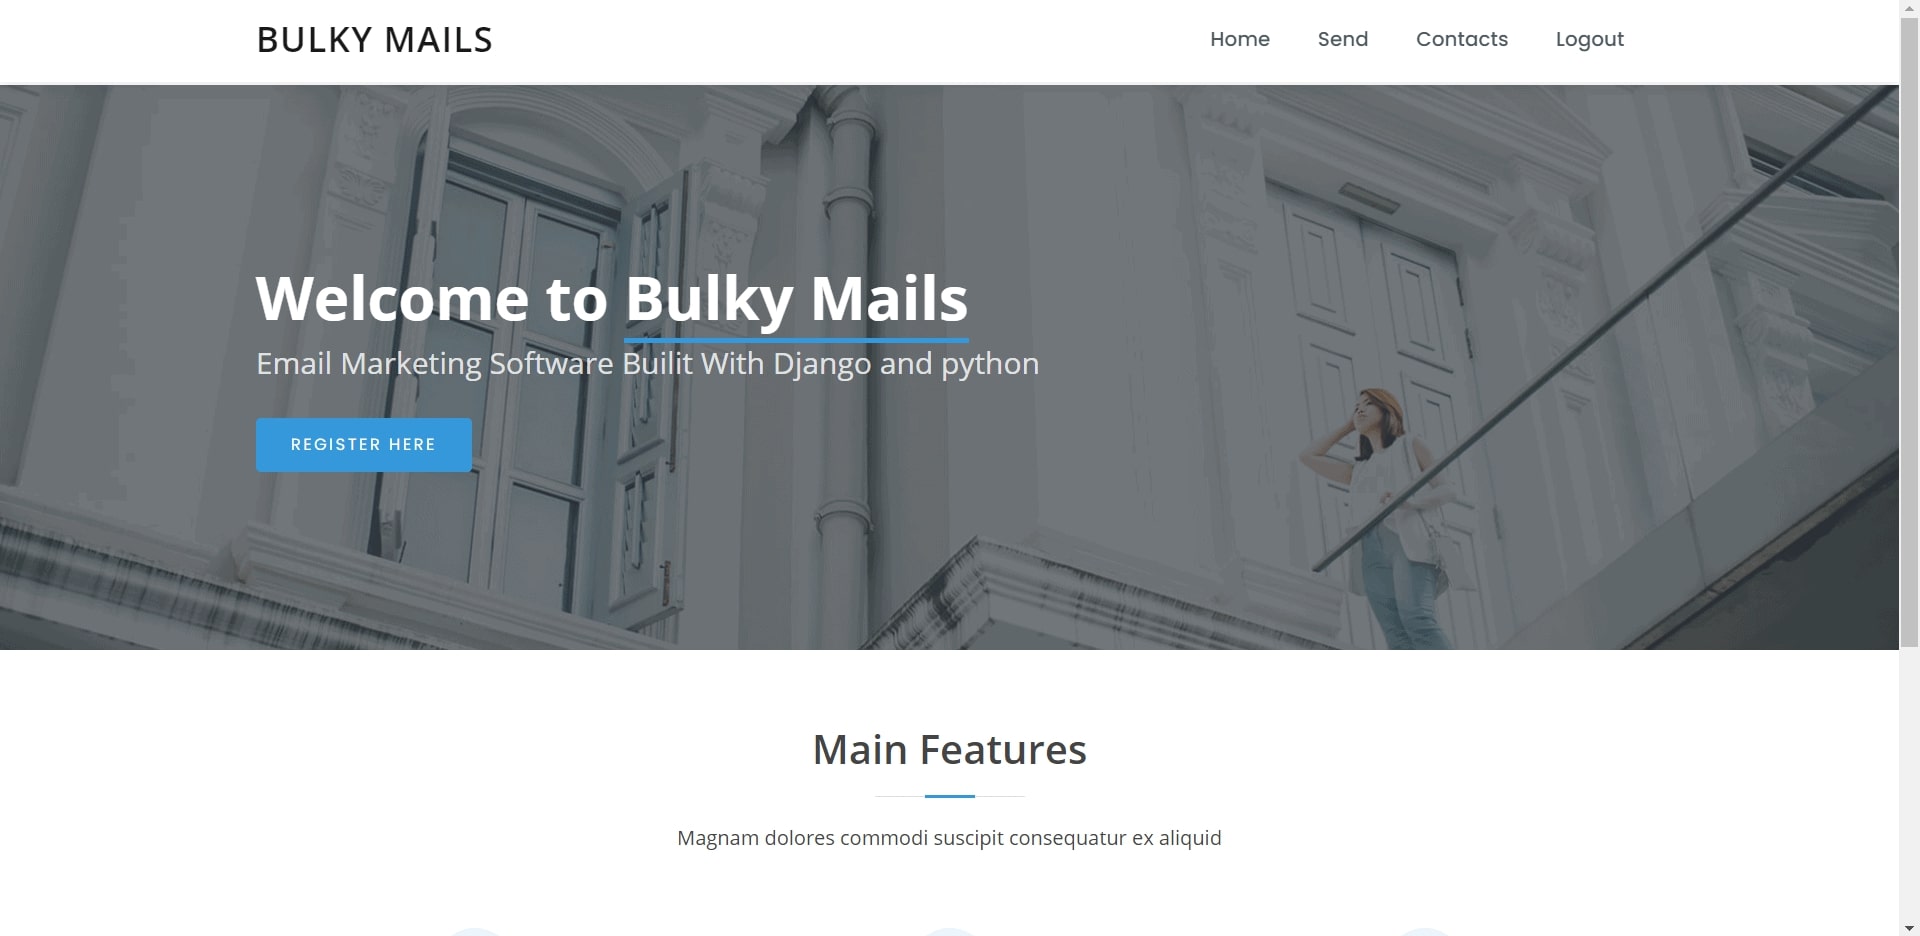 BULKY MAILS
Home Send Contacts Logout
Welcome to Bulky Mails
Email Marketing Software Builit With Django and python
REGISTER HERE
Main Features
Magnam dolores commodi suscipit consequatur ex aliquid